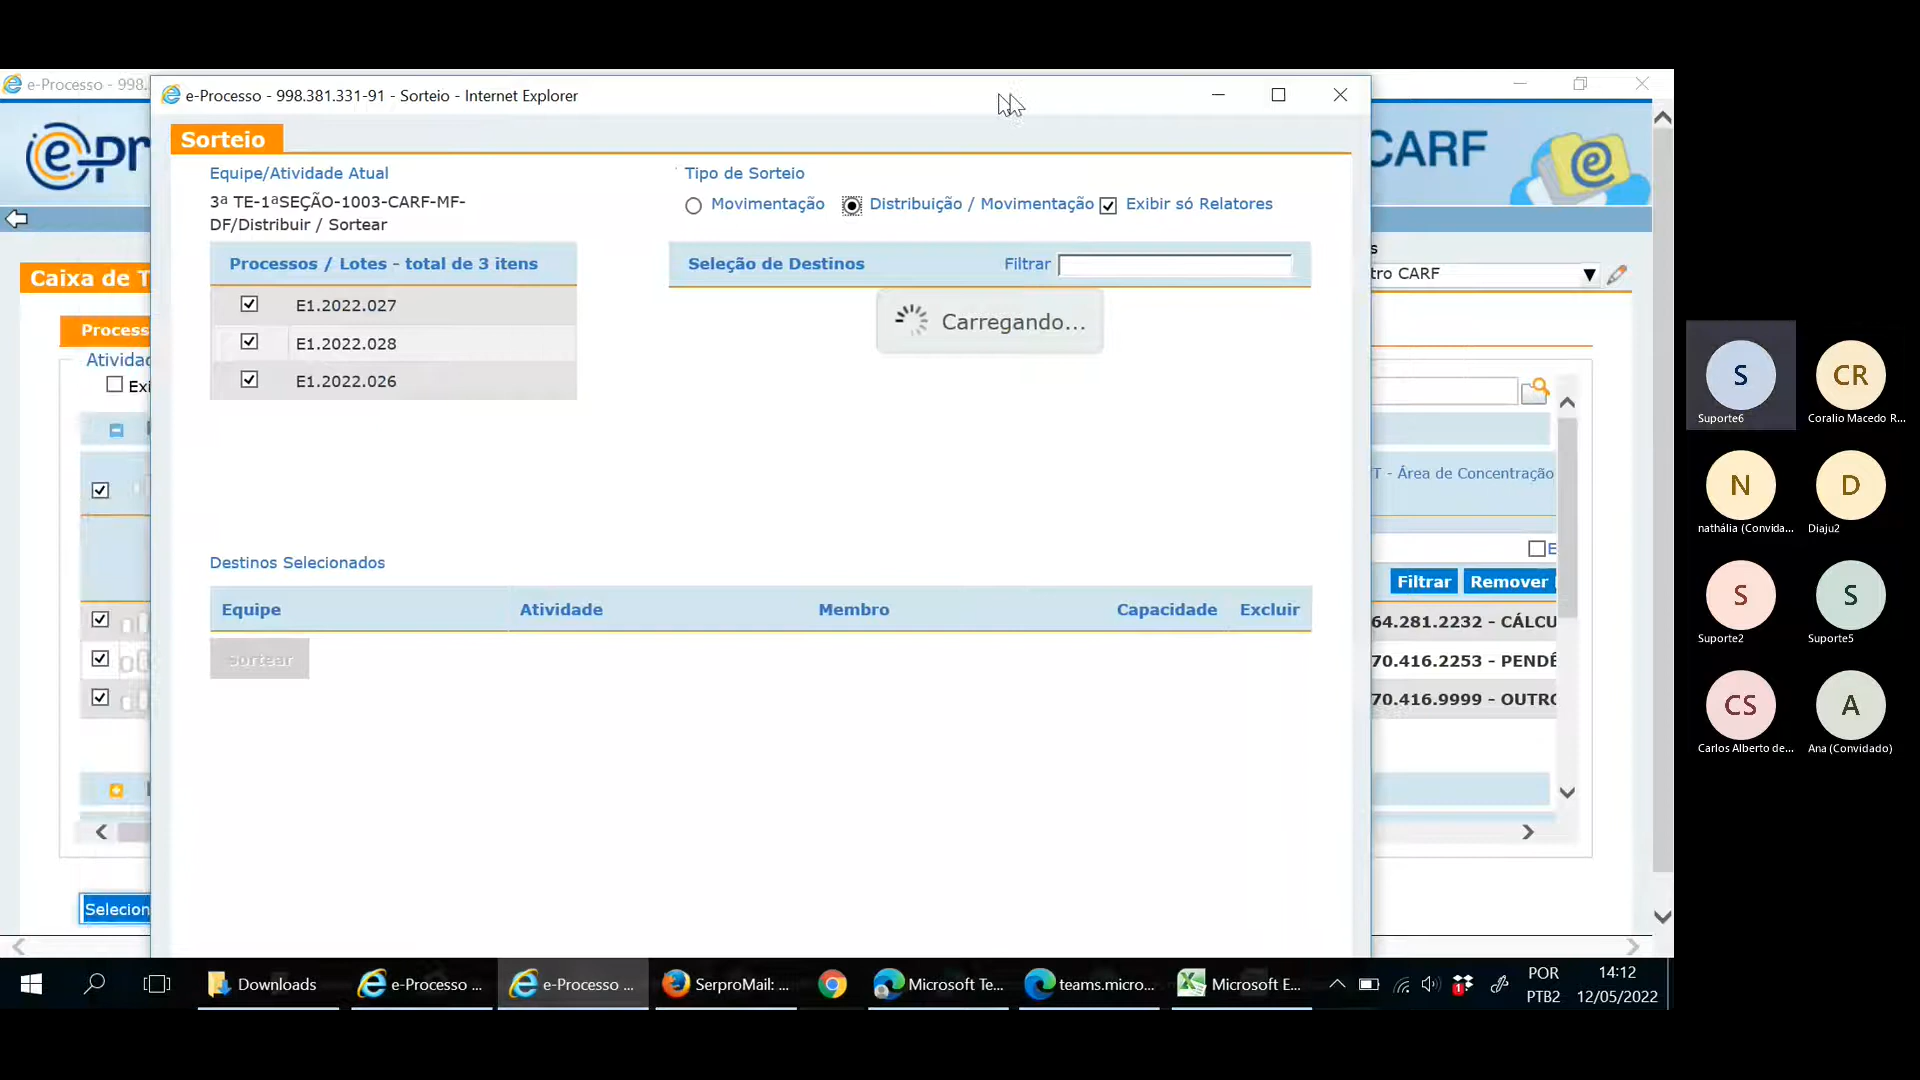 e-Processo - 998.
e-Processo - 998.381.331-91 - Sorteio - Internet Explorer
CARF
Sorteio
Equipe/Atividade Atual
Tipo de Sorteio
3ª TE-1ªSEÇÃO-1003-CARF-MF-
DF/Distribuir / Sortear
Movimentação
Distribuição / Movimentação
Exibir só Relatores
Processos / Lotes - total de 3 itens
Seleção de Destinos
Filtrar
tro CARF
Caixa de T
E1.2022.027
Carregando...
Process
E1.2022.028
Atividad
E1.2022.026
Exi
T - Área de Concentração
Destinos Selecionados
Filtrar
Remover
Equipe
Atividade
Membro
Capacidade
Excluir
64.281.2232 - CÁLCU
Sortear
70.416.2253 - PENDÊ
70.416.9999 - OUTRO
Selecion
S
Suporte6
CR
Coralio Macedo R...
N
nathália (Convida...
D
Diaju2
S
Suporte2
S
Suporte5
CS
Carlos Alberto de...
A
Ana (Convidado)
Downloads
e-Processo ...
e-Processo ...
SerproMail: ...
Microsoft Te...
teams.micro...
Microsoft E...
POR
PTB2
14:12
12/05/2022